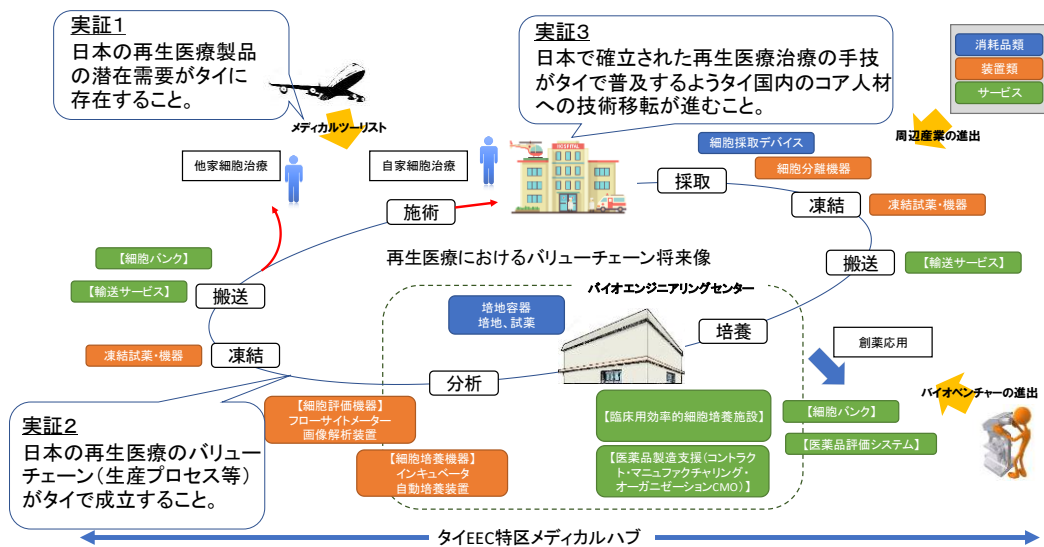 実証1
日本の再生医療製品
の潜在需要がタイに
存在すること。
実証3
日本で確立された再生医療治療の手技
がタイで普及するようタイ国内のコア人材
への技術移転が進むこと。
消耗品類
装置類
サービス
メディカルツーリスト
周辺産業の進出
他家細胞治療
自家細胞治療
HOSPITAL
細胞採取デバイス
採取
細胞分離機器
施術
凍結
凍結試薬・機器
【細胞バンク】
再生医療におけるバリューチェーン将来像
搬送
【輸送サービス】
【輸送サービス】
搬送
バイオエンジニアリングセンター
培地容器
培地、試薬
培養
凍結試薬・機器
凍結
創薬応用
分析
バイオベンチャーの進出
実証2
日本の再生医療のバリュー
チェーン（生産プロセス等）
がタイで成立すること。
【細胞評価機器】
フローサイトメーター
画像解析装置
【臨床用効率的細胞培養施設】
【細胞バンク】
【医薬品評価システム】
【細胞培養機器】
インキュベータ
自動培養装置
【医薬品製造支援（コントラク
ト・マニュファクチャリング・
オーガニゼーションCMO）】
タイEEC特区メディカルハブ